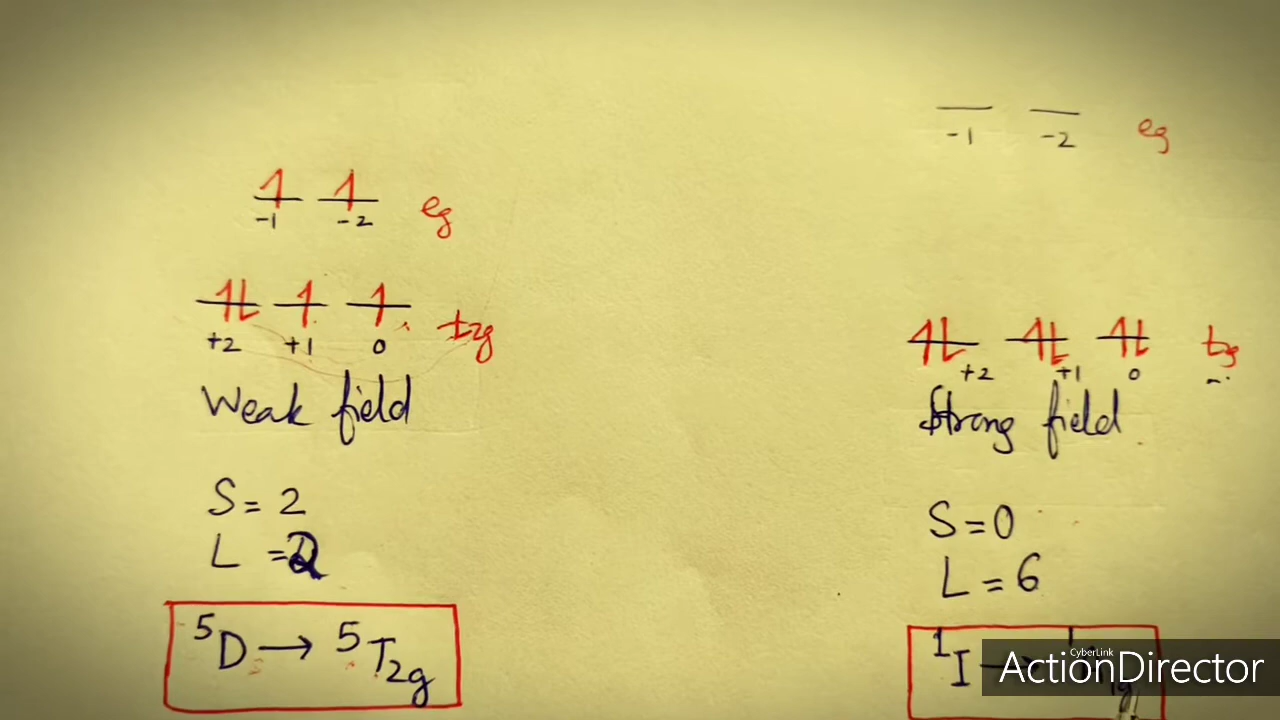 -1 -2 eg
+2 +1 0 t2g
Weak field
S = 2
L = 2
⁵D → ⁵T₂g
-1 -2 eg
+2 +1 0 t2g
Strong field
S = 0
L = 6
¹I →
CyberLink
ActionDirector